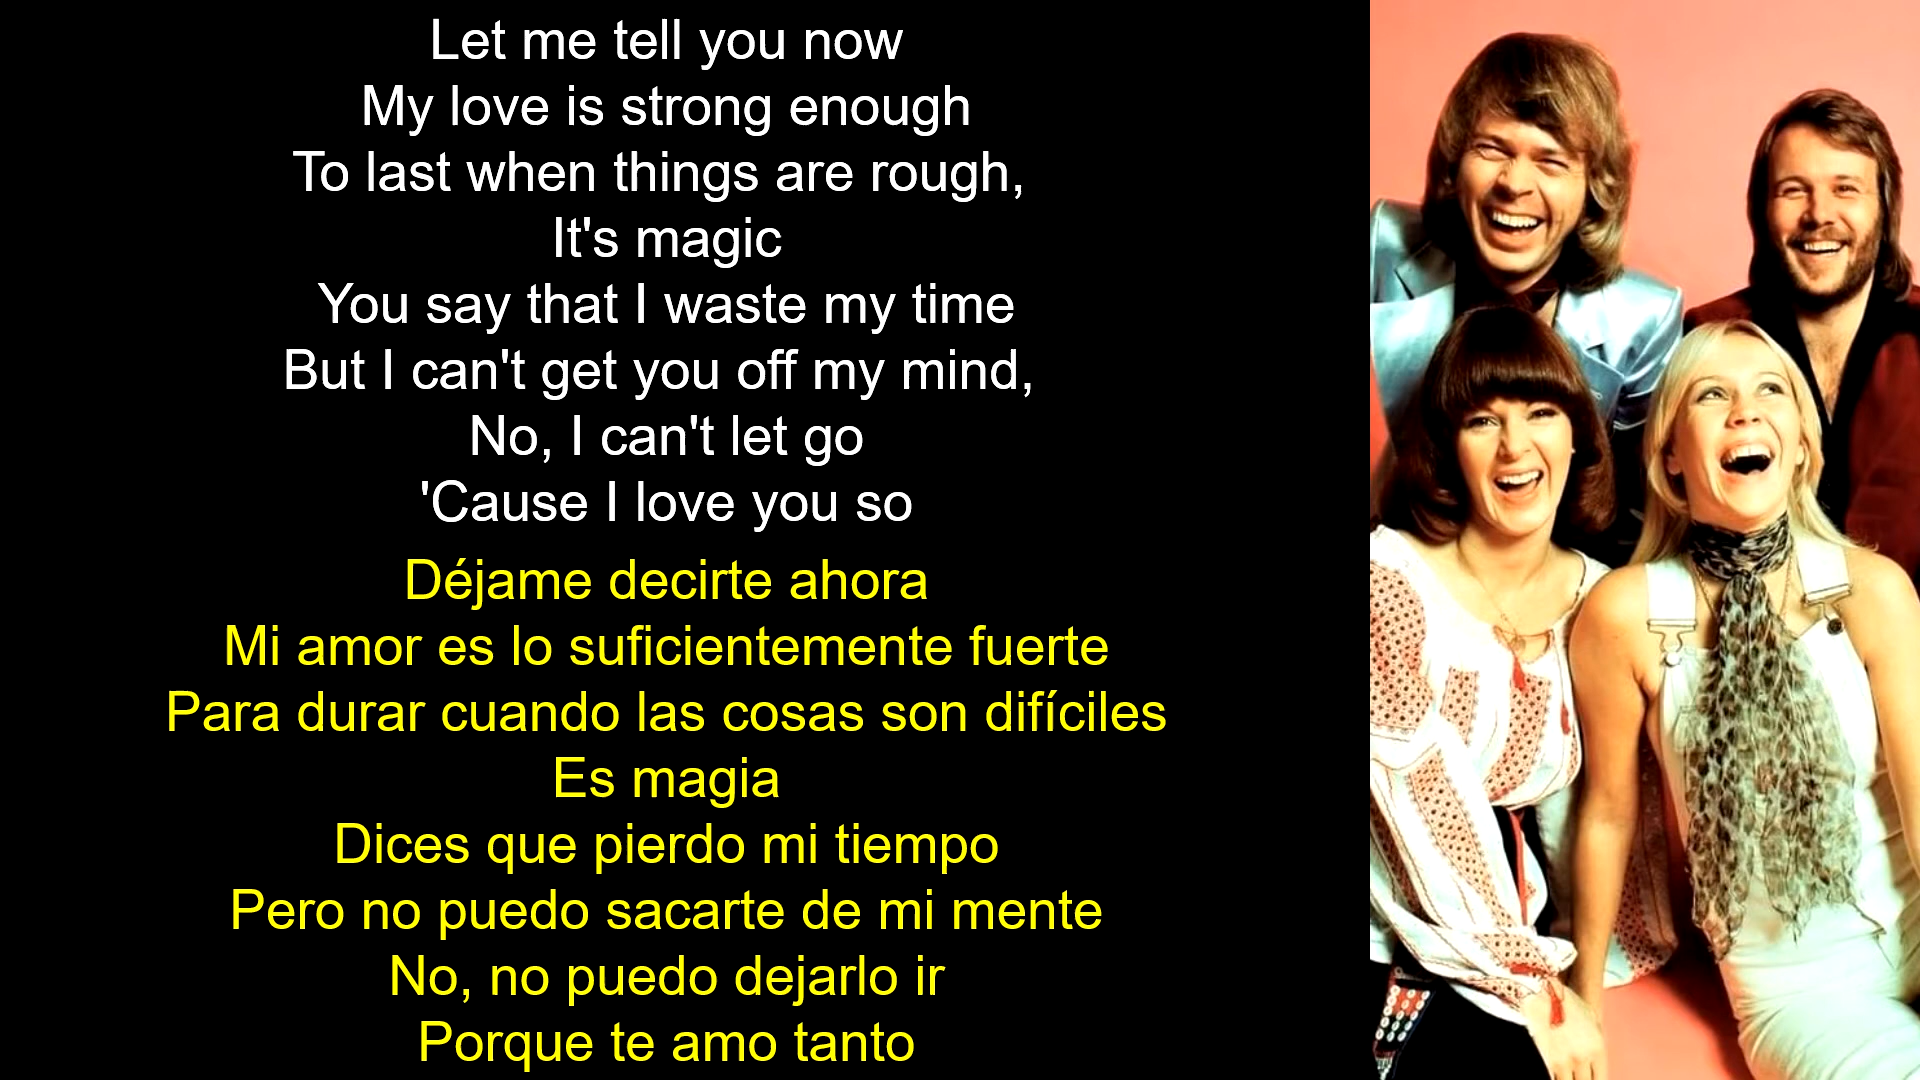 Let me tell you now
My love is strong enough
To last when things are rough,
It's magic
You say that I waste my time
But I can't get you off my mind,
No, I can't let go
'Cause I love you so
Déjame decirte ahora
Mi amor es lo suficientemente fuerte
Para durar cuando las cosas son difíciles
Es magia
Dices que pierdo mi tiempo
Pero no puedo sacarte de mi mente
No, no puedo dejarlo ir
Porque te amo tanto